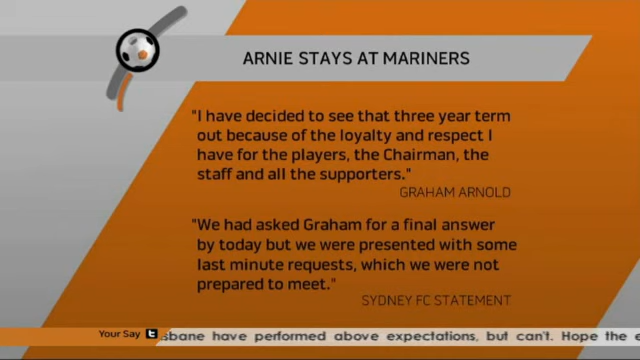 ARNIE STAYS AT MARINERS
"I have decided to see that three year term
out because of the loyalty and respect I
have for the players, the Chairman, the
staff and all the supporters."
GRAHAM ARNOLD
"We had asked Graham for a final answer
by today but we were presented with some
last minute requests, which we were not
prepared to meet."
SYDNEY FC STATEMENT
Your Say t sbane have performed above expectations, but can't. Hope the e